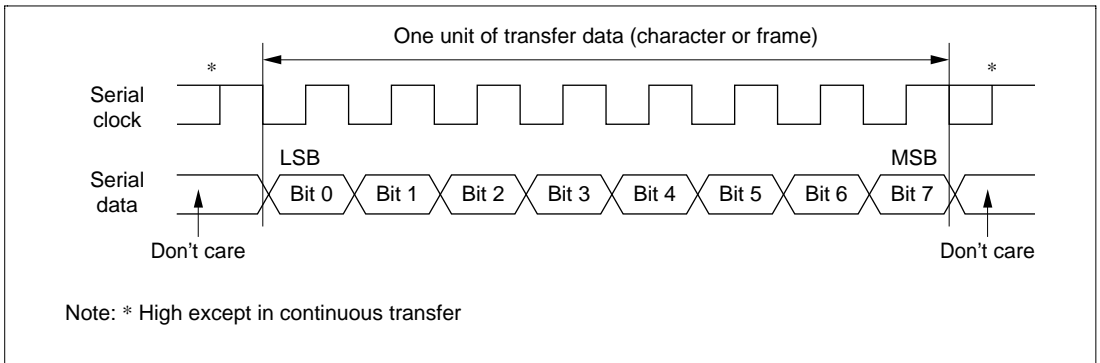 One unit of transfer data (character or frame)
* *
Serial
clock
LSB MSB
Serial
data
Bit 0 Bit 1 Bit 2 Bit 3 Bit 4 Bit 5 Bit 6 Bit 7
Don't care Don't care
Note: * High except in continuous transfer